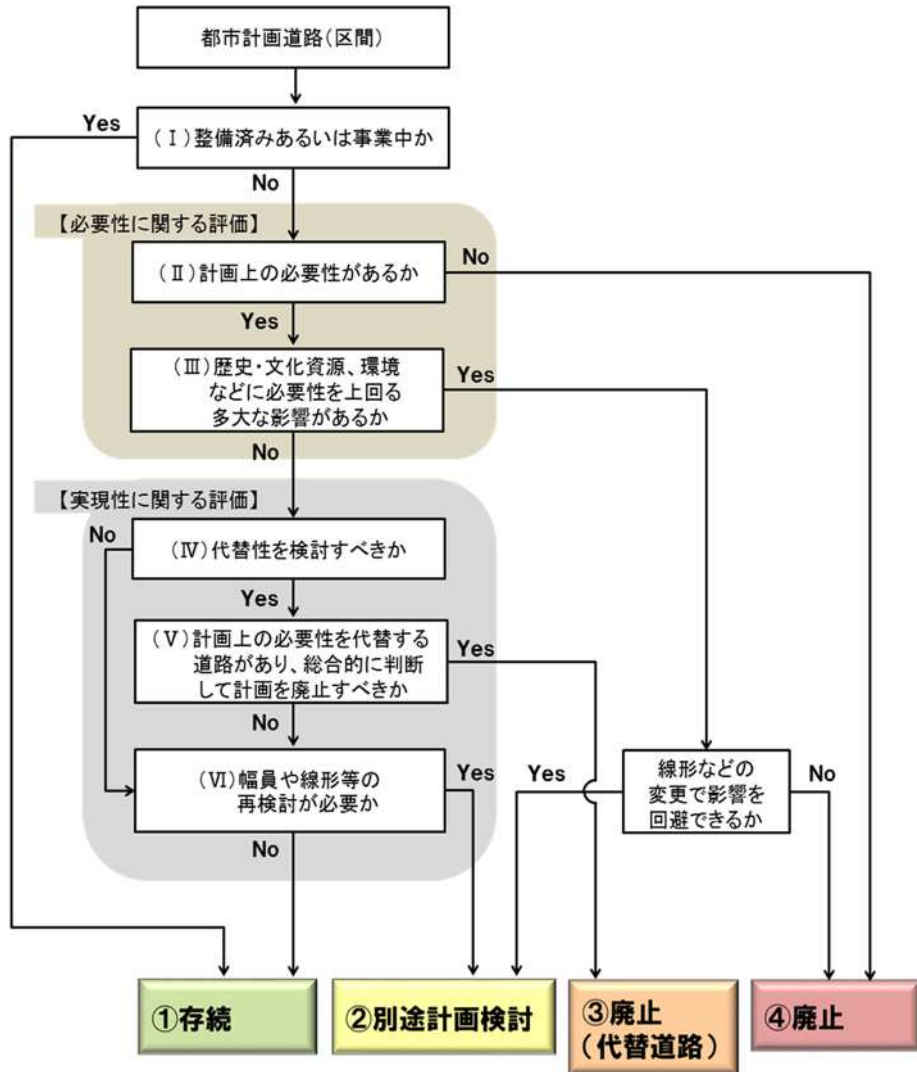 都市計画道路(区間)
Yes
(Ⅰ)整備済みあるいは事業中か
No
【必要性に関する評価】
(Ⅱ)計画上の必要性があるか
No
Yes
(Ⅲ)歴史・文化資源、環境
などに必要性を上回る
多大な影響があるか
Yes
No
【実現性に関する評価】
No
(Ⅳ)代替性を検討すべきか
Yes
(Ⅴ)計画上の必要性を代替する
道路があり、総合的に判断
して計画を廃止すべきか
Yes
No
(Ⅵ)幅員や線形等の
再検討が必要か
Yes
No
Yes
線形などの
変更で影響を
回避できるか
No
①存続
②別途計画検討
③廃止
(代替道路)
④廃止